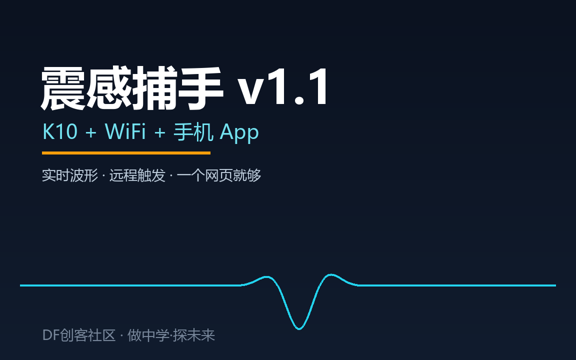 震感捕手 v1.1
K10 + WiFi + 手机 App
实时波形 · 远程触发 · 一个网页就够
DF创客社区 · 做中学·探未来